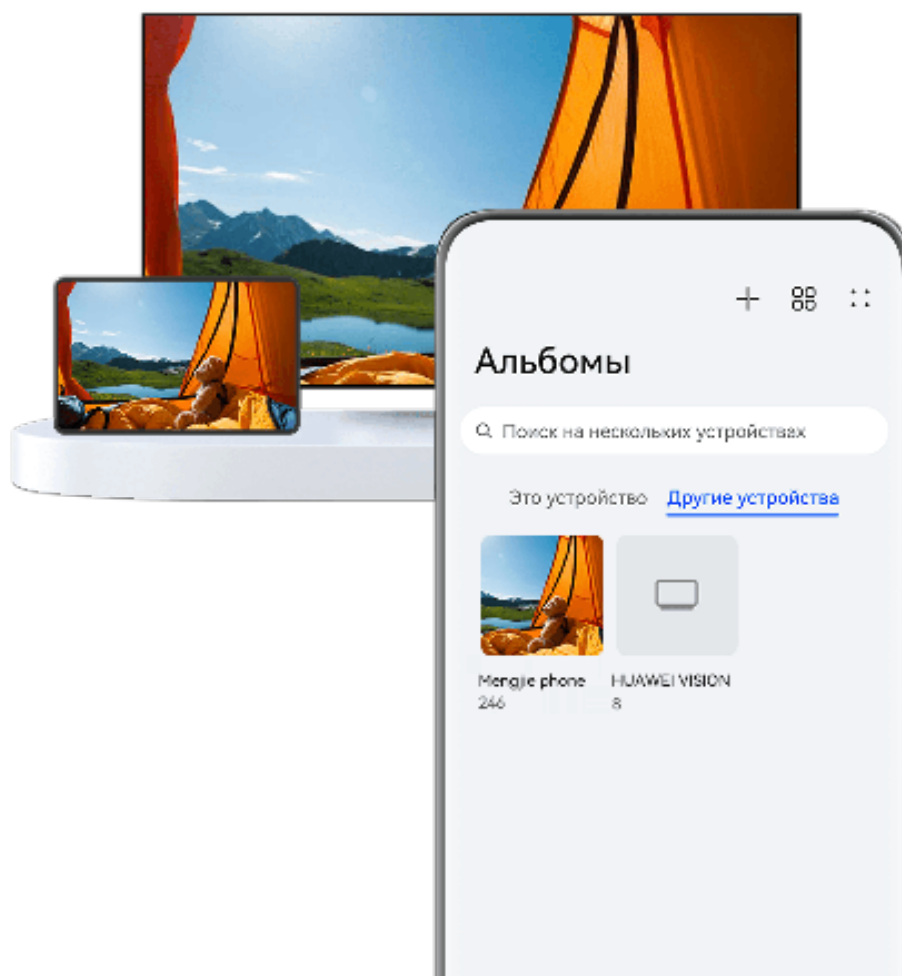 Альбомы
Поиск на нескольких устройствах
Это устройство Другие устройства
Mengjie phone HUAWEI VISION
246 8